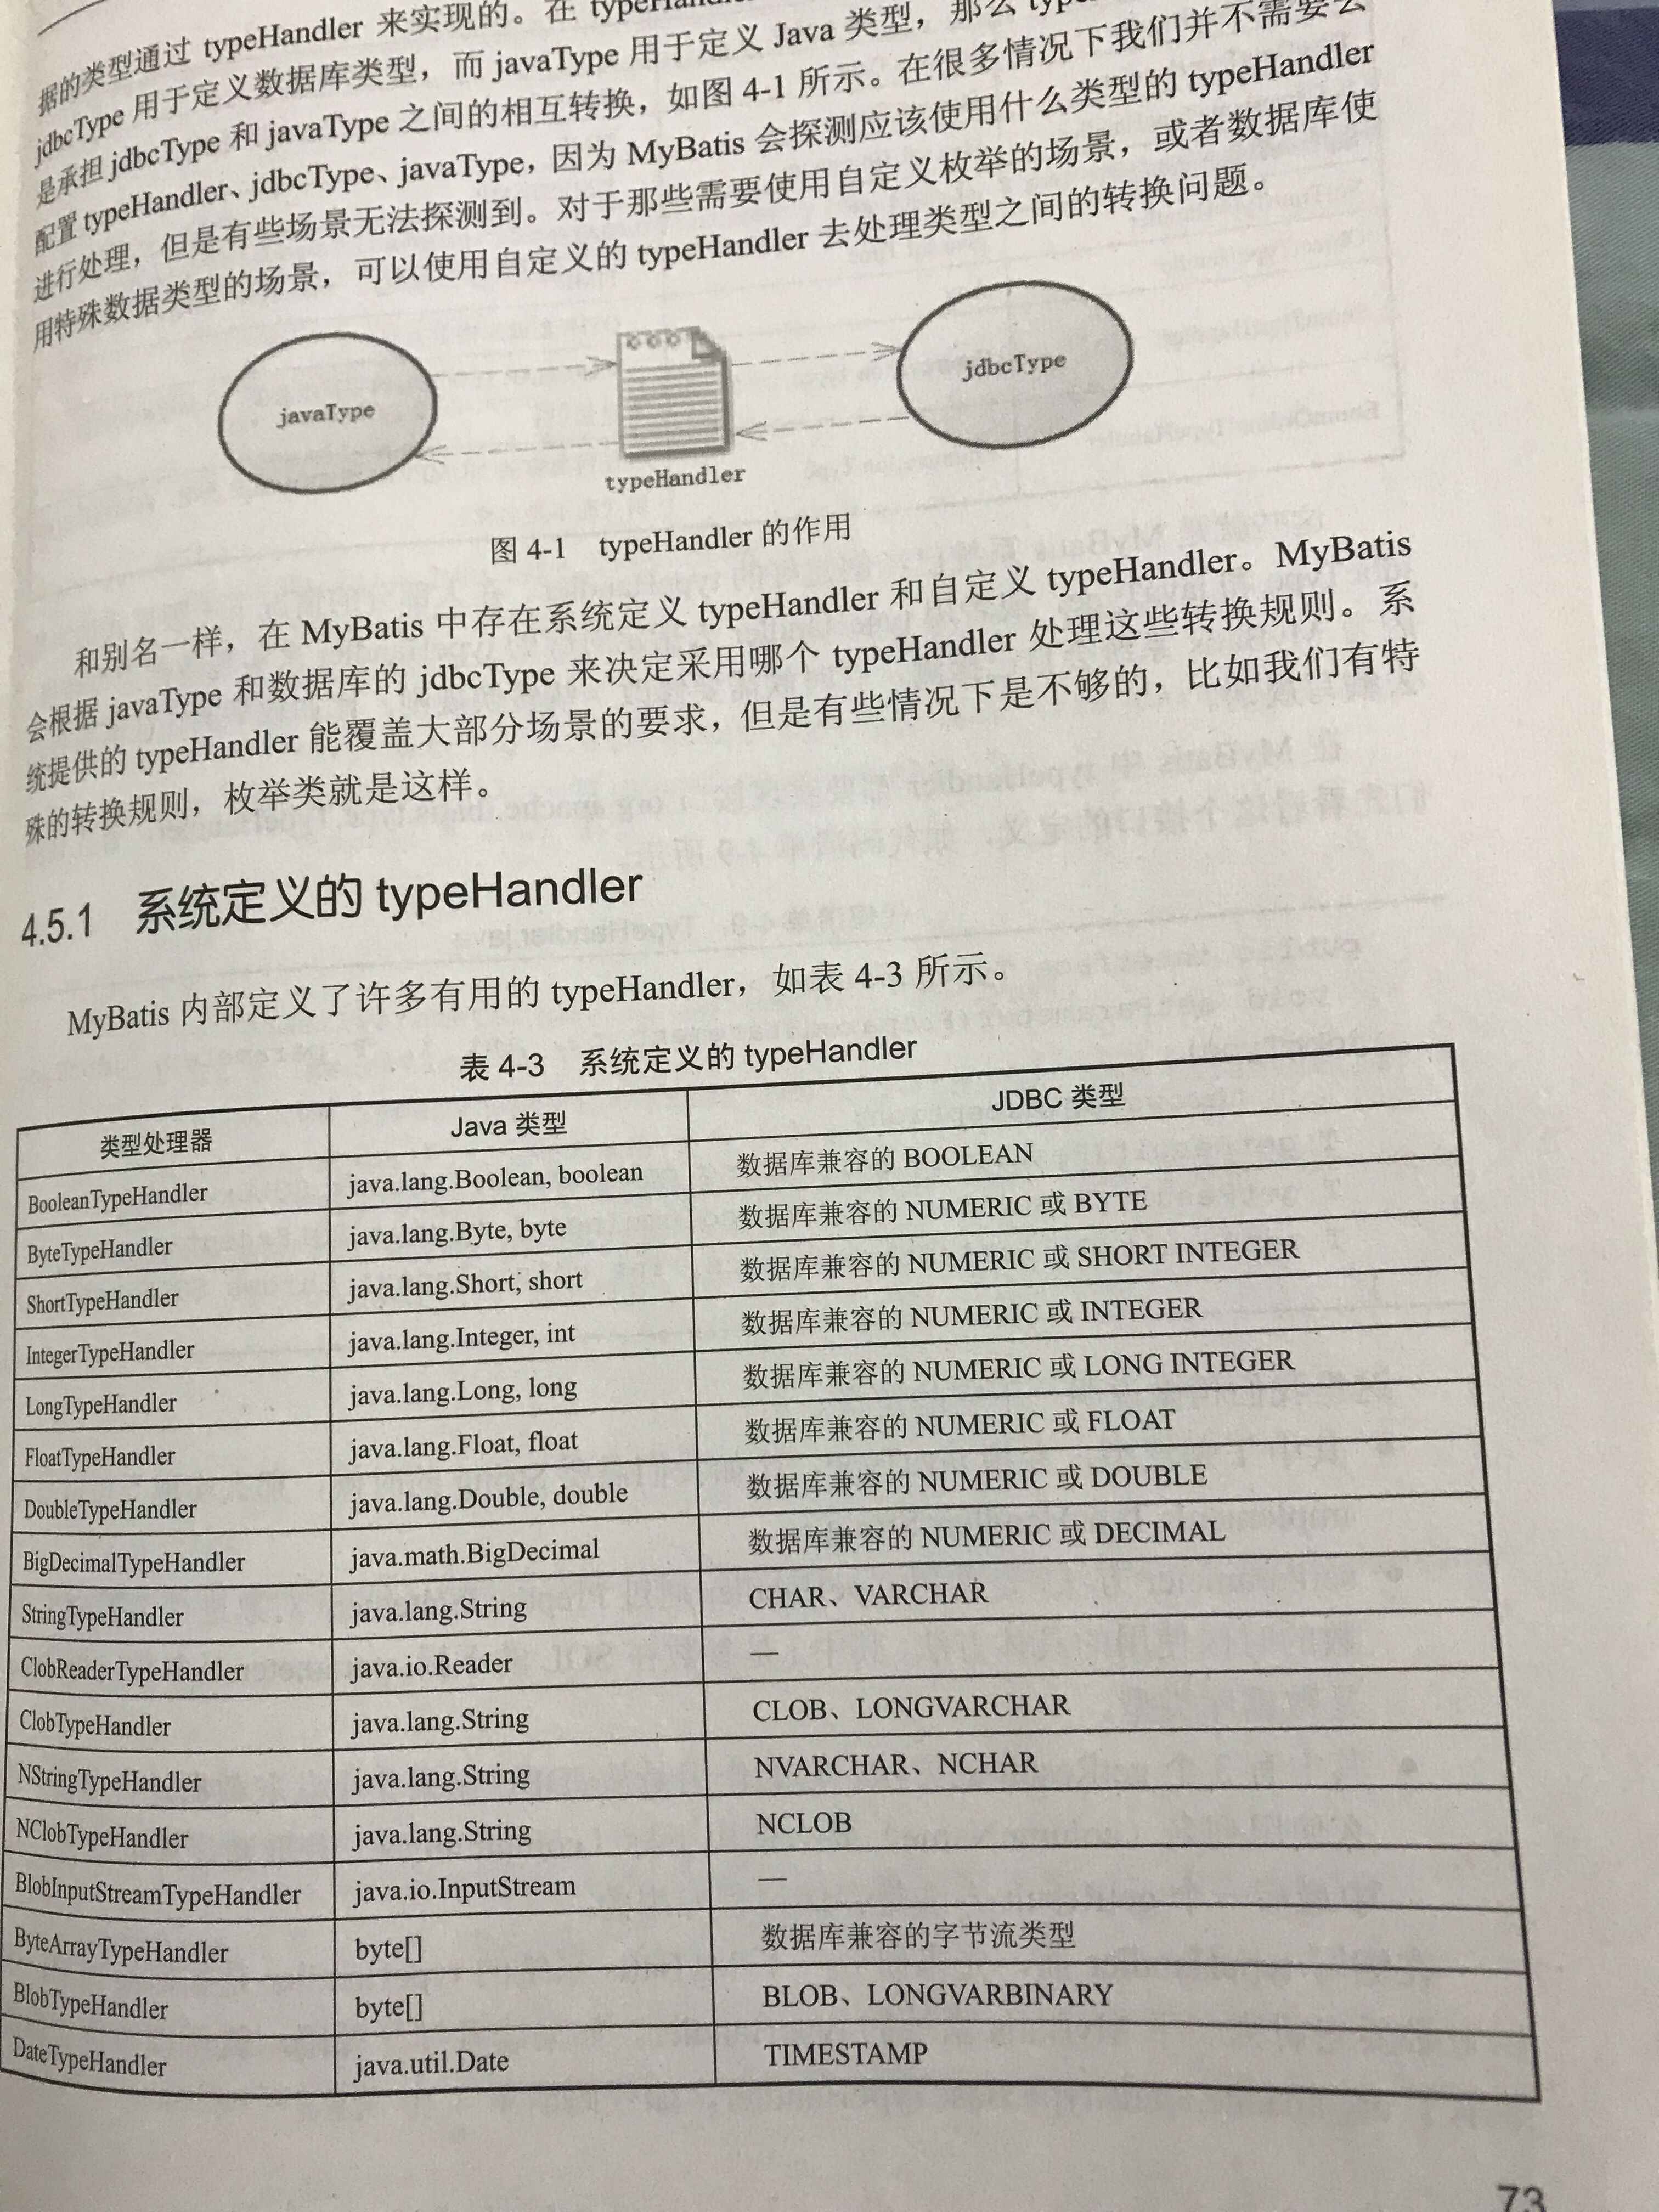 据的类型通过 typeHandler 来实现的。在
jdbcType 用于定义数据库类型，而 javaType 用于定义 Java 类型，那么
是承担 jdbcType 和 javaType 之间的相互转换，如图 4-1 所示。在很多情况下我们并不需要去
配置 typeHandler、jdbcType、javaType，因为 MyBatis 会探测应该使用什么类型的 typeHandler
进行处理，但是有些场景无法探测到。对于那些需要使用自定义枚举的场景，或者数据库使
用特殊数据类型的场景，可以使用自定义的 typeHandler 去处理类型之间的转换问题。
javaType
typeHandler
jdbcType
图 4-1 typeHandler 的作用
和别名一样，在 MyBatis 中存在系统定义 typeHandler 和自定义 typeHandler。MyBatis
会根据 javaType 和数据库的 jdbcType 来决定采用哪个 typeHandler 处理这些转换规则。系
统提供的 typeHandler 能覆盖大部分场景的要求，但是有些情况下是不够的，比如我们有特
殊的转换规则，枚举类就是这样。
4.5.1 系统定义的 typeHandler
MyBatis 内部定义了许多有用的 typeHandler，如表 4-3 所示。
表 4-3 系统定义的 typeHandler
类型处理器 Java 类型 JDBC 类型
BooleanTypeHandler java.lang.Boolean, boolean 数据库兼容的 BOOLEAN
ByteTypeHandler java.lang.Byte, byte 数据库兼容的 NUMERIC 或 BYTE
ShortTypeHandler java.lang.Short, short 数据库兼容的 NUMERIC 或 SHORT INTEGER
IntegerTypeHandler java.lang.Integer, int 数据库兼容的 NUMERIC 或 INTEGER
LongTypeHandler java.lang.Long, long 数据库兼容的 NUMERIC 或 LONG INTEGER
FloatTypeHandler java.lang.Float, float 数据库兼容的 NUMERIC 或 FLOAT
DoubleTypeHandler java.lang.Double, double 数据库兼容的 NUMERIC 或 DOUBLE
BigDecimalTypeHandler java.math.BigDecimal 数据库兼容的 NUMERIC 或 DECIMAL
StringTypeHandler java.lang.String CHAR、VARCHAR
ClobReaderTypeHandler java.io.Reader —
ClobTypeHandler java.lang.String CLOB、LONGVARCHAR
NStringTypeHandler java.lang.String NVARCHAR、NCHAR
NClobTypeHandler java.lang.String NCLOB
BlobInputStreamTypeHandler java.io.InputStream —
ByteArrayTypeHandler byte[] 数据库兼容的字节流类型
BlobTypeHandler byte[] BLOB、LONGVARBINARY
DateTypeHandler java.util.Date TIMESTAMP
73